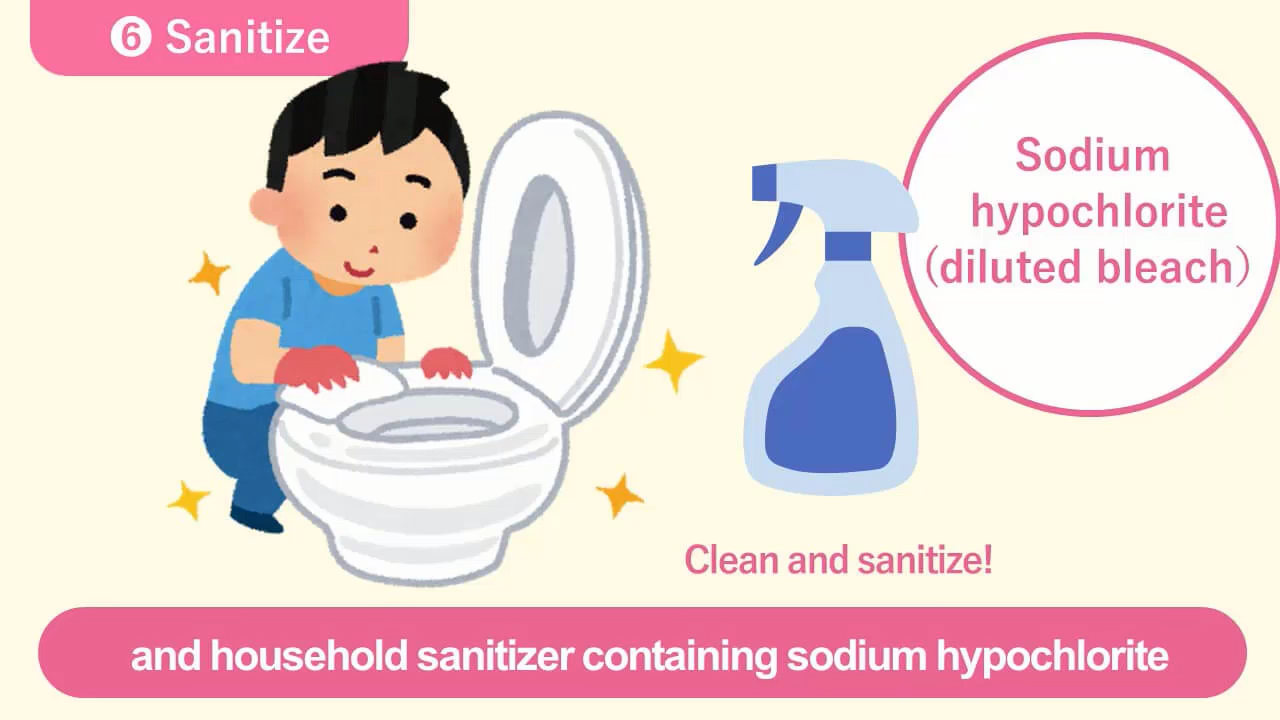 ❻ Sanitize
Sodium
hypochlorite
（diluted bleach）
Clean and sanitize!
and household sanitizer containing sodium hypochlorite